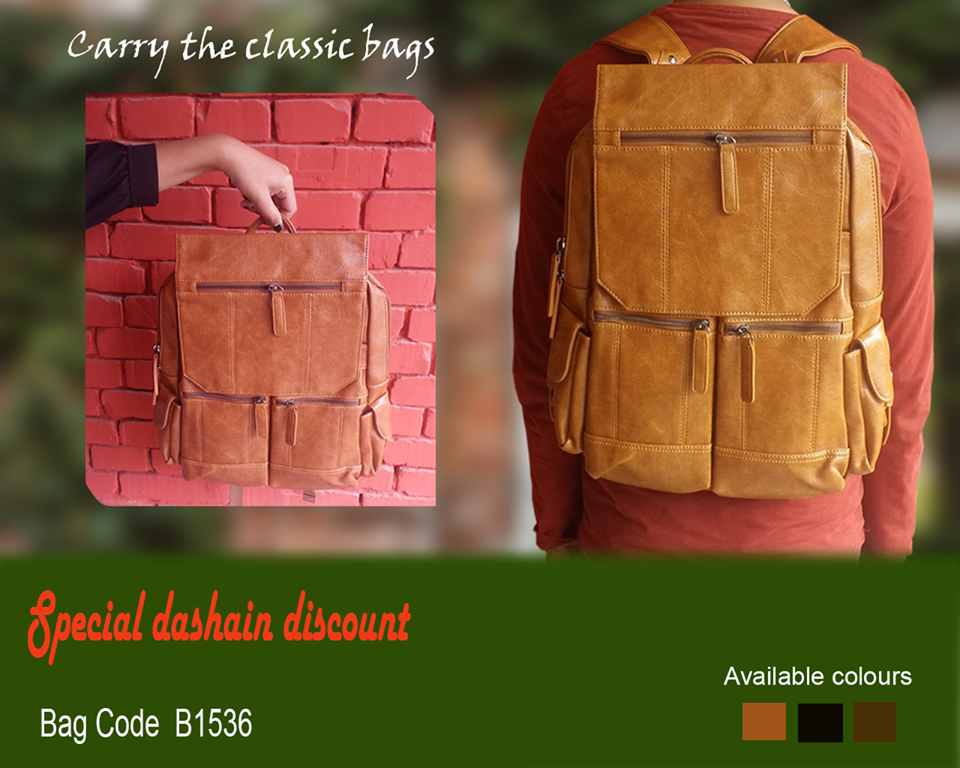 Carry the classic bags
Special dashain discount
Available colours
Bag Code B1536